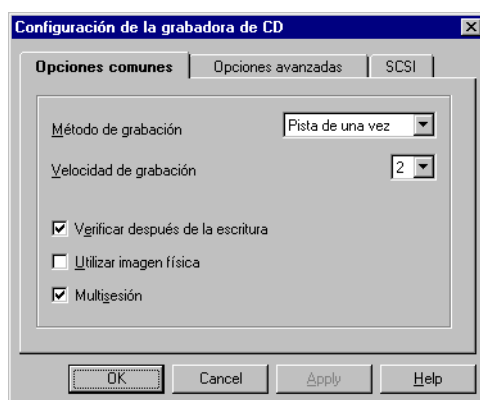 Configuración de la grabadora de CD
Opciones comunes Opciones avanzadas SCSI
Método de grabación Pista de una vez
Velocidad de grabación 2
Verificar después de la escritura
Utilizar imagen física
Multisesión
OK Cancel Apply Help